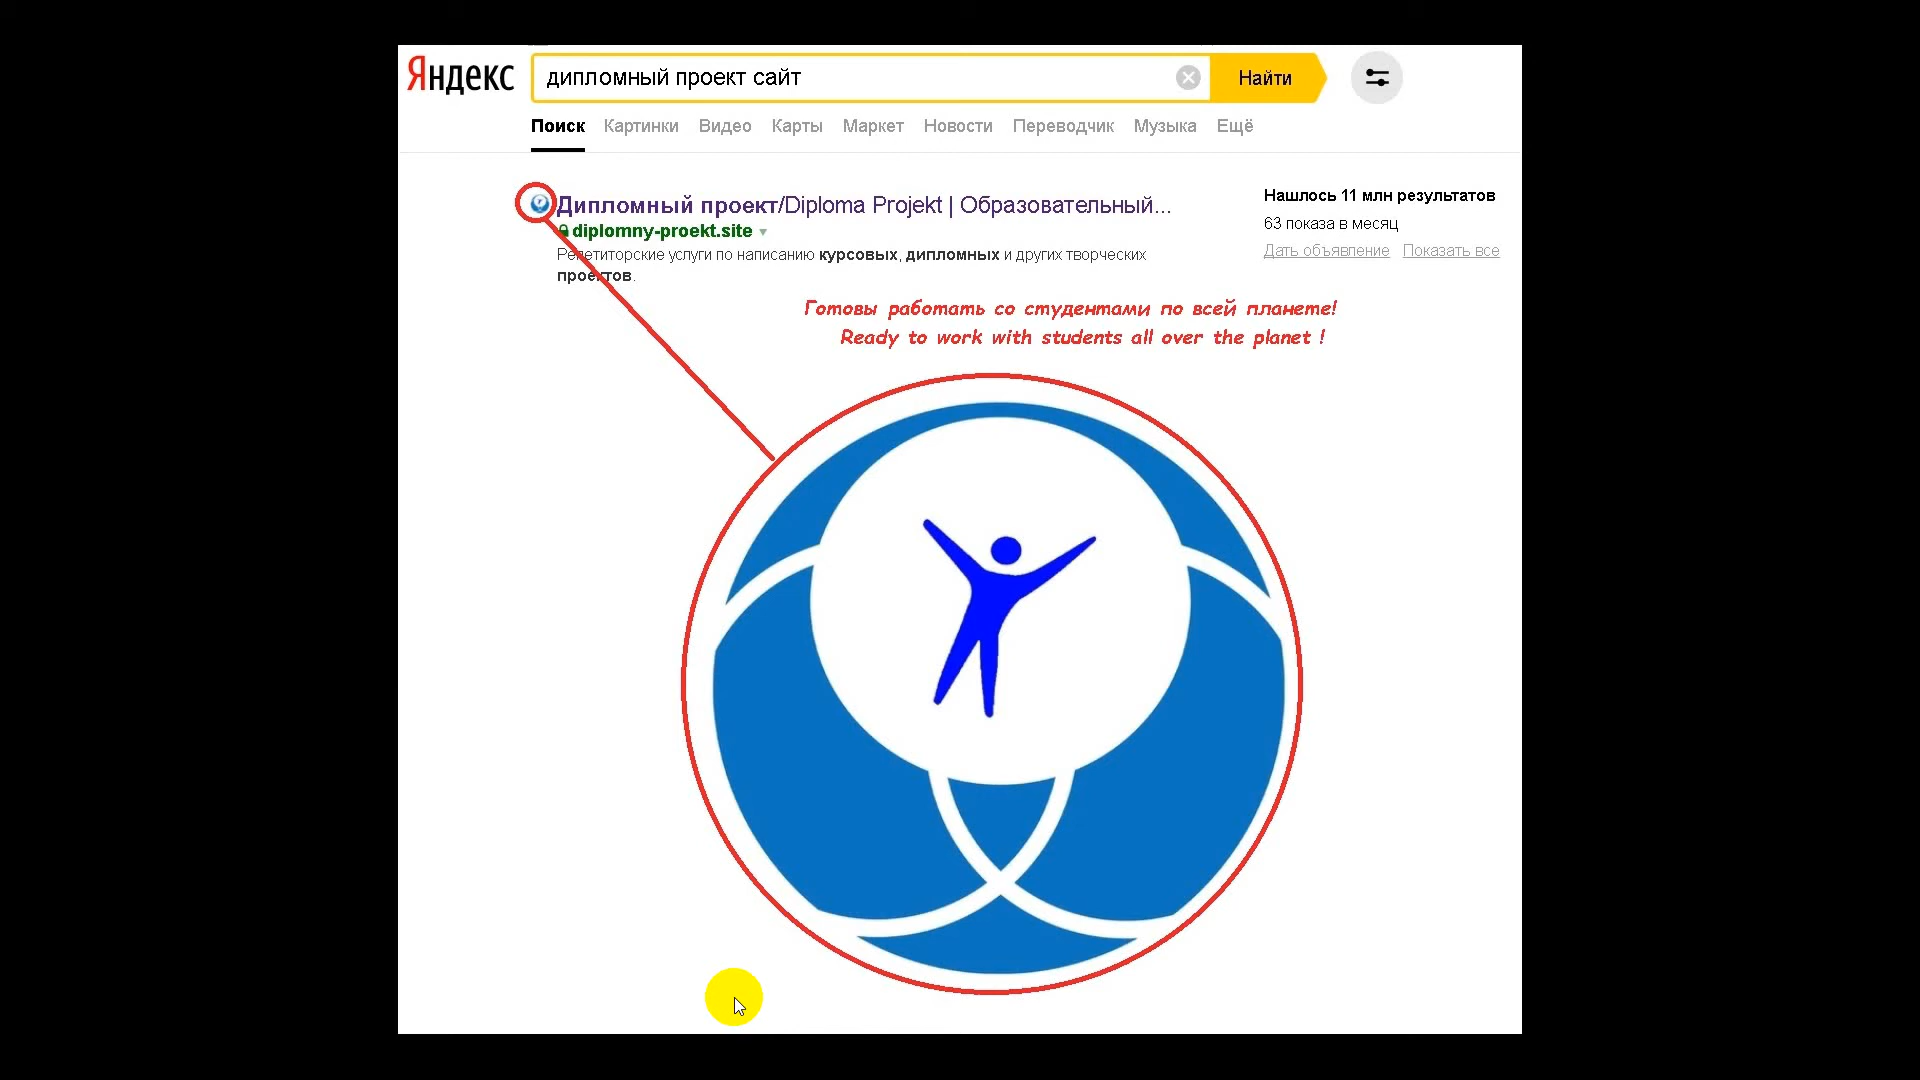 Яндекс
дипломный проект сайт
Найти
Поиск Картинки Видео Карты Маркет Новости Переводчик Музыка Ещё
Дипломный проект/Diploma Projekt | Образовательный...
diplomny-proekt.site
Репетиторские услуги по написанию курсовых, дипломных и других творческих
проектов.
Нашлось 11 млн результатов
63 показа в месяц
Дать объявление Показать все
Готовы работать со студентами по всей планете!
Ready to work with students all over the planet !